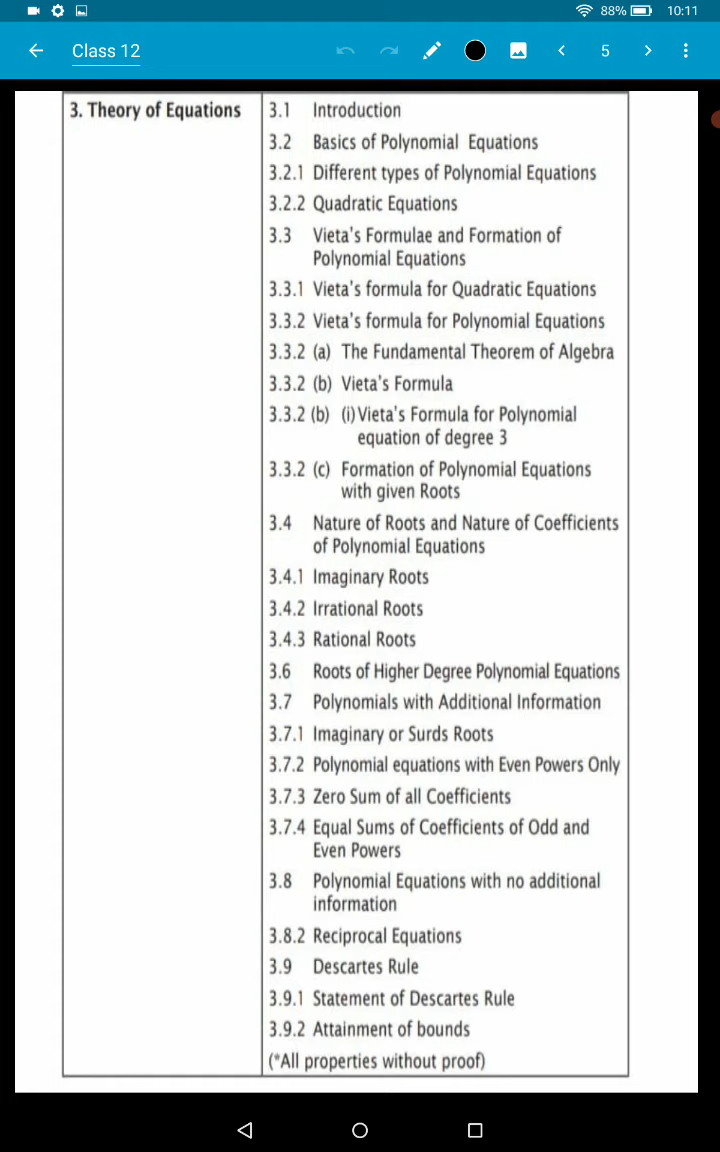 88% 10:11
Class 12 5
3. Theory of Equations
3.1 Introduction
3.2 Basics of Polynomial Equations
3.2.1 Different types of Polynomial Equations
3.2.2 Quadratic Equations
3.3 Vieta's Formulae and Formation of
Polynomial Equations
3.3.1 Vieta's formula for Quadratic Equations
3.3.2 Vieta's formula for Polynomial Equations
3.3.2 (a) The Fundamental Theorem of Algebra
3.3.2 (b) Vieta's Formula
3.3.2 (b) (i) Vieta's Formula for Polynomial
equation of degree 3
3.3.2 (c) Formation of Polynomial Equations
with given Roots
3.4 Nature of Roots and Nature of Coefficients
of Polynomial Equations
3.4.1 Imaginary Roots
3.4.2 Irrational Roots
3.4.3 Rational Roots
3.6 Roots of Higher Degree Polynomial Equations
3.7 Polynomials with Additional Information
3.7.1 Imaginary or Surds Roots
3.7.2 Polynomial equations with Even Powers Only
3.7.3 Zero Sum of all Coefficients
3.7.4 Equal Sums of Coefficients of Odd and
Even Powers
3.8 Polynomial Equations with no additional
information
3.8.2 Reciprocal Equations
3.9 Descartes Rule
3.9.1 Statement of Descartes Rule
3.9.2 Attainment of bounds
(*All properties without proof)